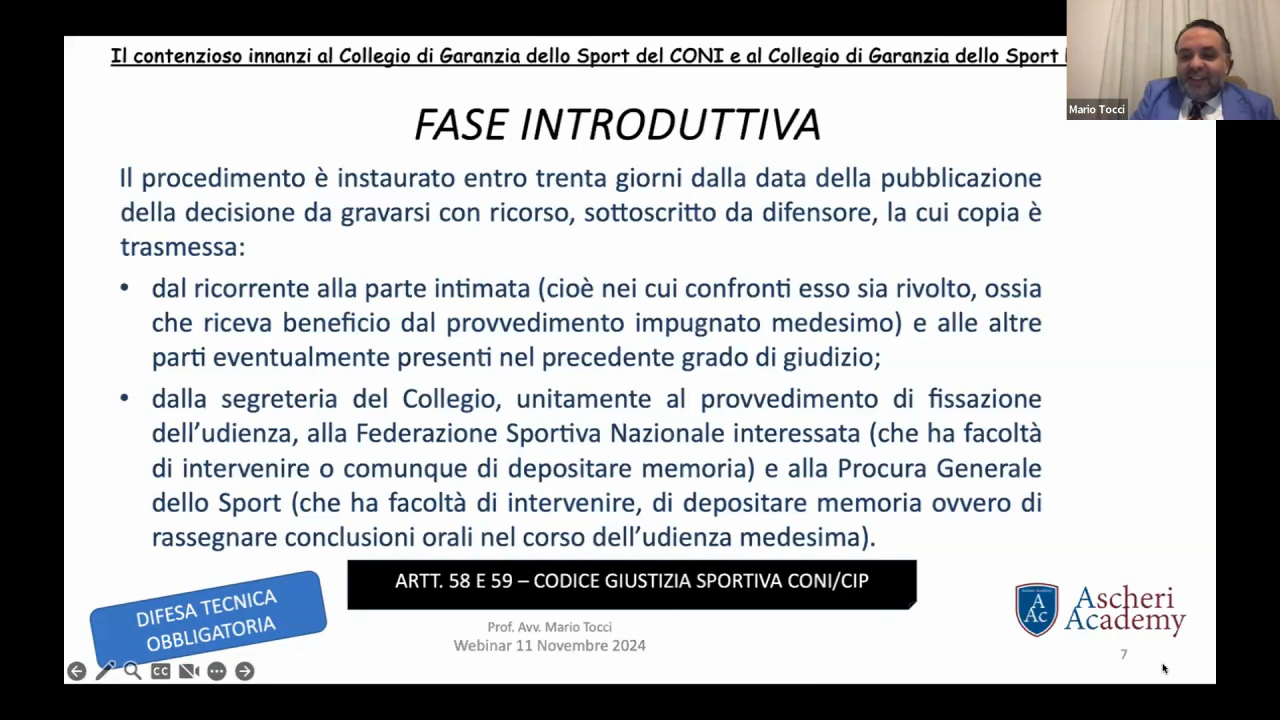 Il contenzioso innanzi al Collegio di Garanzia dello Sport del CONI e al Collegio di Garanzia dello Sport
Mario Tocci
FASE INTRODUTTIVA
Il procedimento è instaurato entro trenta giorni dalla data della pubblicazione
della decisione da gravarsi con ricorso, sottoscritto da difensore, la cui copia è
trasmessa:
• dal ricorrente alla parte intimata (cioè nei cui confronti esso sia rivolto, ossia
che riceva beneficio dal provvedimento impugnato medesimo) e alle altre
parti eventualmente presenti nel precedente grado di giudizio;
• dalla segreteria del Collegio, unitamente al provvedimento di fissazione
dell'udienza, alla Federazione Sportiva Nazionale interessata (che ha facoltà
di intervenire o comunque di depositare memoria) e alla Procura Generale
dello Sport (che ha facoltà di intervenire, di depositare memoria ovvero di
rassegnare conclusioni orali nel corso dell'udienza medesima).
ARTT. 58 E 59 – CODICE GIUSTIZIA SPORTIVA CONI/CIP
DIFESA TECNICA
OBBLIGATORIA
Prof. Avv. Mario Tocci
Webinar 11 Novembre 2024
A
Ac
Ascheri
Academy
7
CC